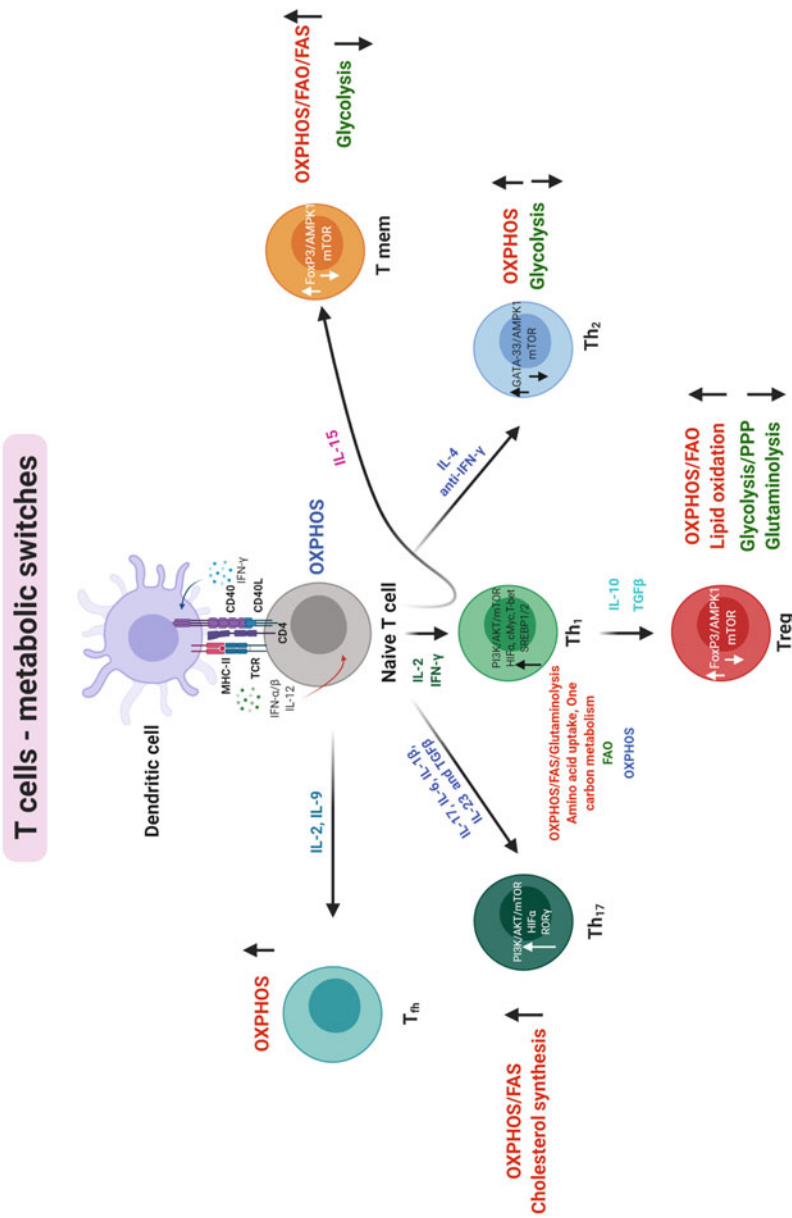 T cells - metabolic switches
Dendritic cell
IFN-γ
CD40
CD40L
CD4
MHC-II
TCR
IFN-α/β
IL-12
OXPHOS
Naive T cell
IL-2, IL-9
OXPHOS
Tfh
IL-17, IL-6, IL-1β,
IL-23 and TGFβ
PI3K/AKT/mTOR
HIFα
RORγ
Th17
OXPHOS/FAS
Cholesterol synthesis
IL-2
IFN-γ
PI3K/AKT/mTOR
HIFα, cMyc,T-bet
SREBP1/2
Th1
OXPHOS/FAS/Glutaminolysis
Amino acid uptake, One
carbon metabolism
FAO
OXPHOS
IL-10
TGFβ
FoxP3/AMPK1
mTOR
Treg
OXPHOS/FAO
Lipid oxidation
Glycolysis/PPP
Glutaminolysis
IL-4
anti-IFN-γ
GATA-33/AMPK1
mTOR
Th2
OXPHOS
Glycolysis
IL-15
FoxP3/AMPK1
mTOR
T mem
OXPHOS/FAO/FAS
Glycolysis